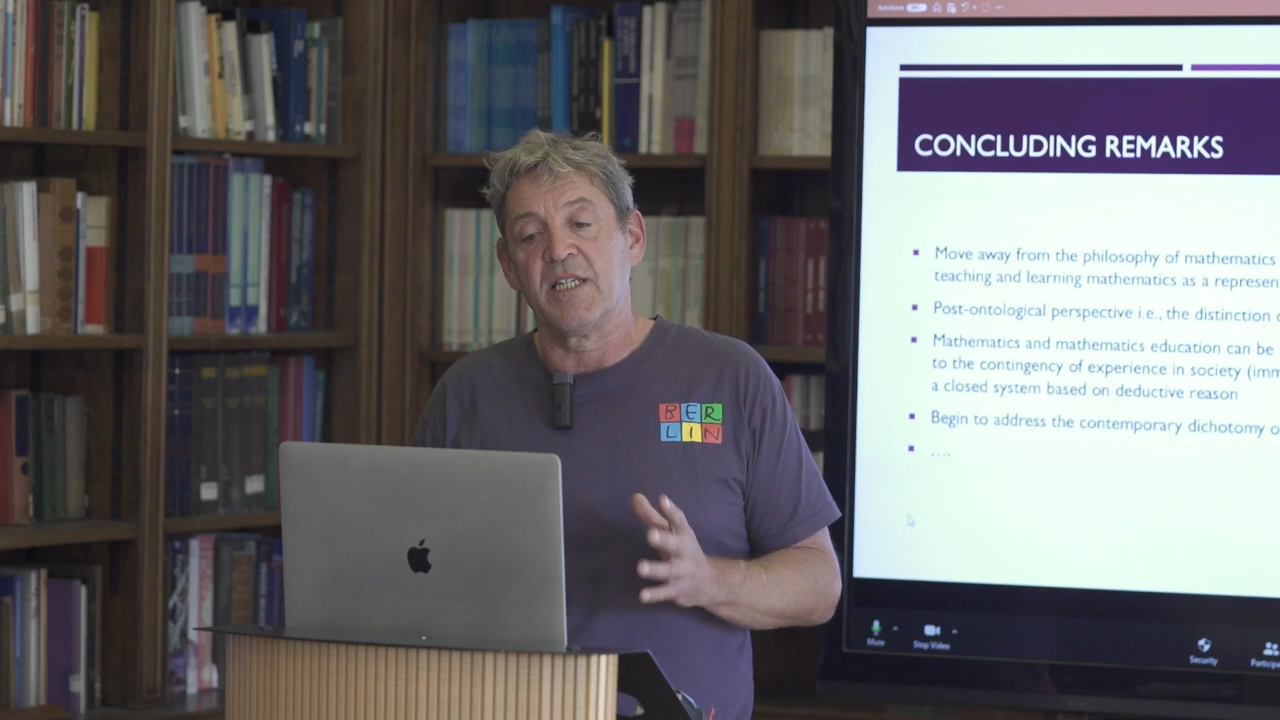 AutoSave
CONCLUDING REMARKS
Move away from the philosophy of mathematics
teaching and learning mathematics as a
Post-ontological perspective i.e., the distinction
Mathematics and mathematics education can be
to the contingency of experience in society
a closed system based on deductive reason
Begin to address the contemporary dichotomy
....
BER
LIN
Mute
Stop Video
Security